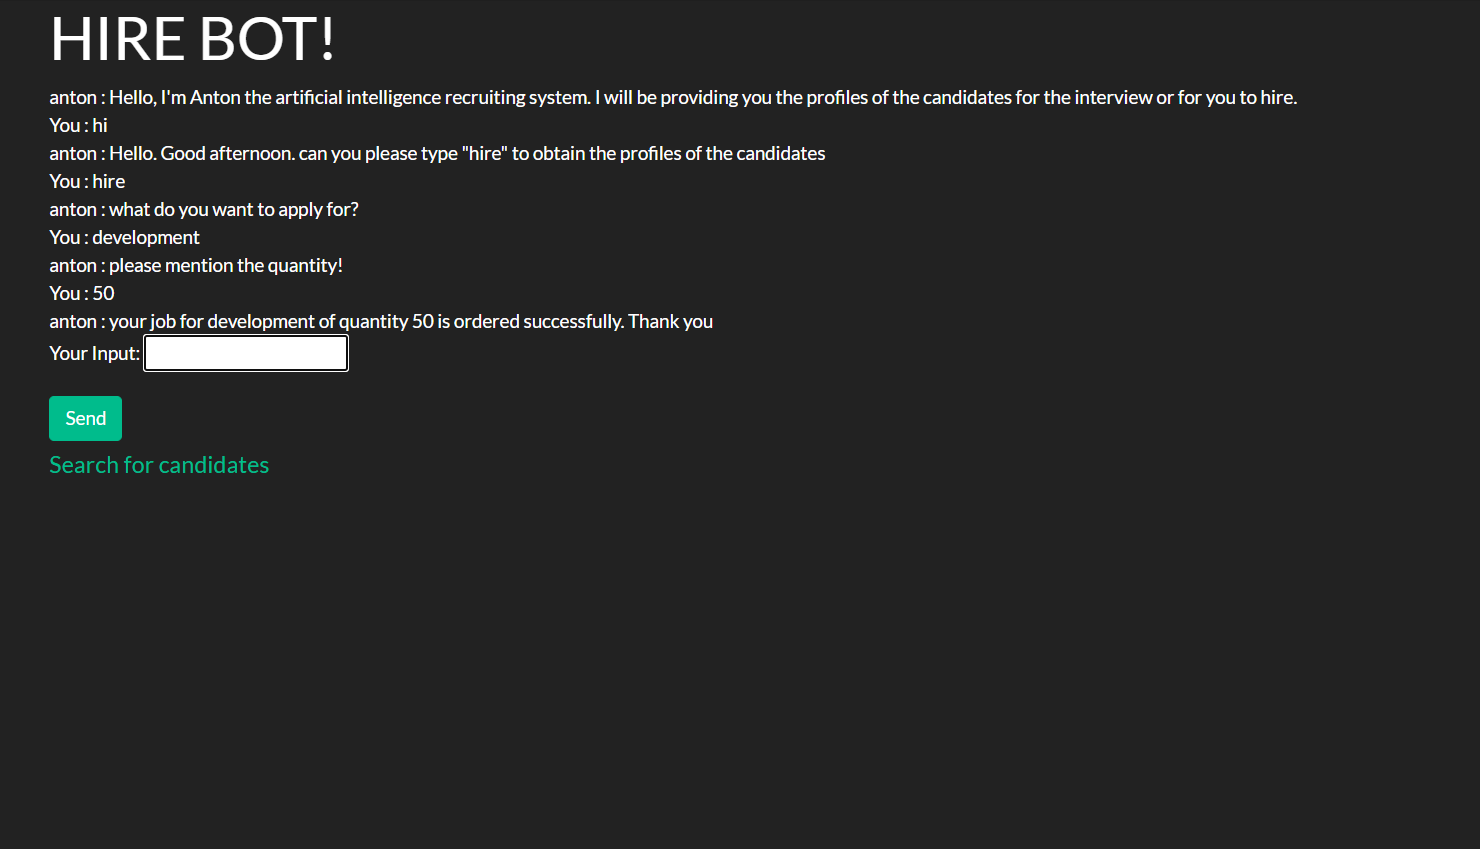 HIRE BOT!
anton : Hello, I'm Anton the artificial intelligence recruiting system. I will be providing you the profiles of the candidates for the interview or for you to hire.
You : hi
anton : Hello. Good afternoon. can you please type "hire" to obtain the profiles of the candidates
You : hire
anton : what do you want to apply for?
You : development
anton : please mention the quantity!
You : 50
anton : your job for development of quantity 50 is ordered successfully. Thank you
Your Input:
Send
Search for candidates